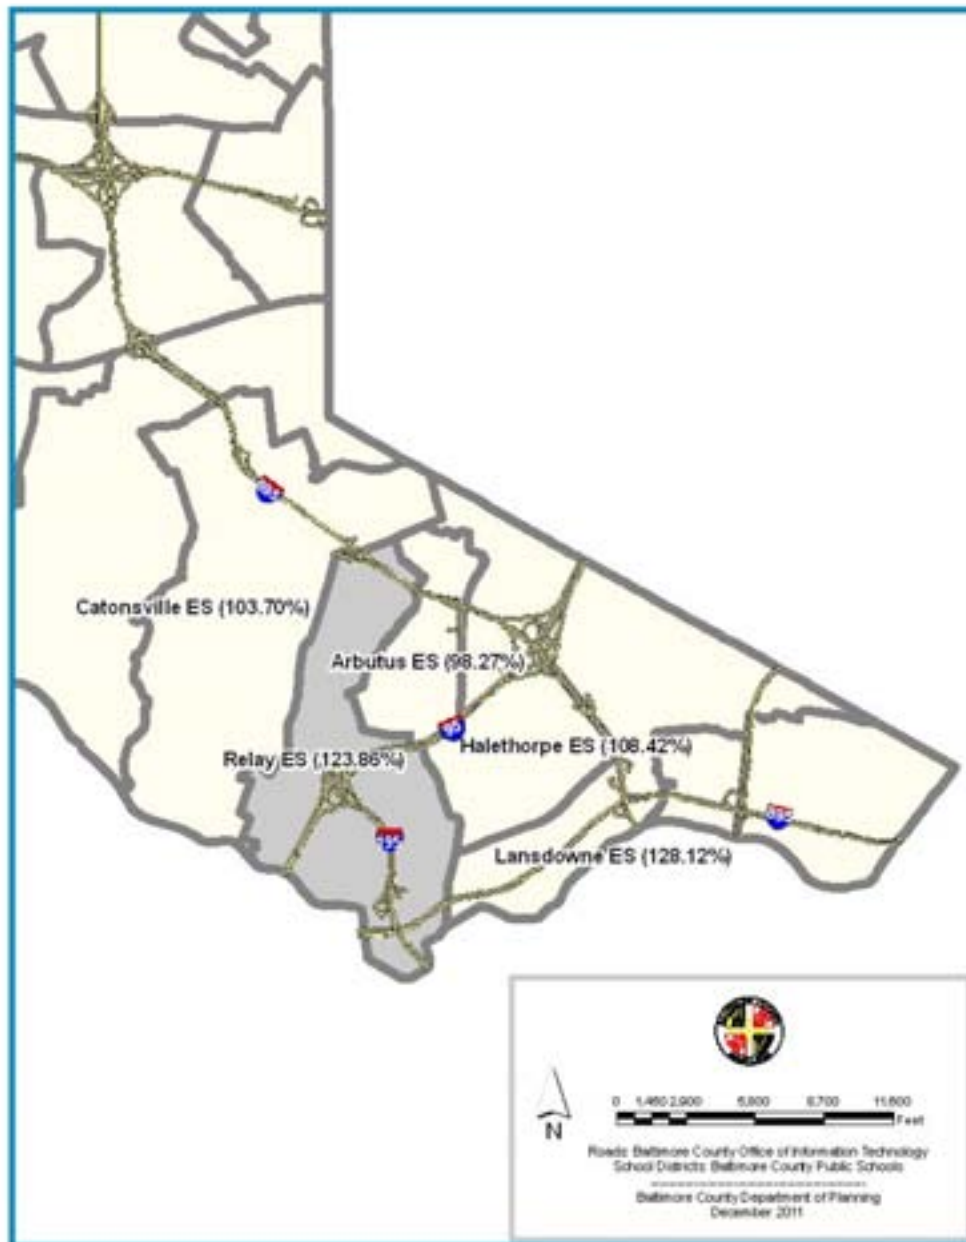 Catonsville ES (103.70%)
Arbutus ES (98.27%)
95
Halethorpe ES (108.42%)
Relay ES (123.86%)
195
Lansdowne ES (128.12%)
N
0 1,450 2,900 5,800 8,700 11,600
Feet
Roads: Baltimore County Office of Information Technology
School Districts: Baltimore County Public Schools
Baltimore County Department of Planning
December 2011